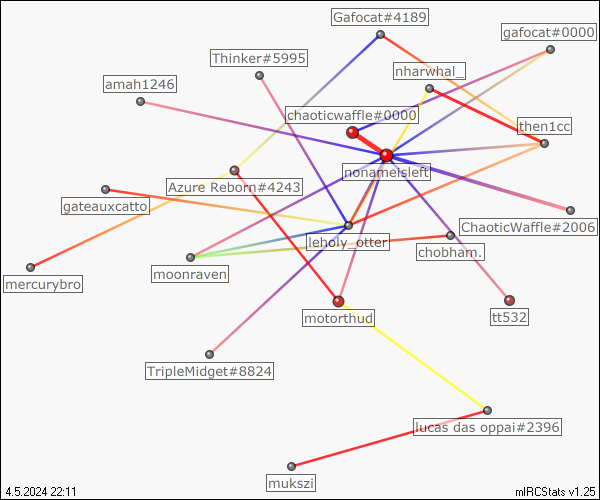 Gafocat#4189
gafocat#0000
Thinker#5995
nharwhal_
amah1246
chaoticwaffle#0000
then1cc
nonameisleft
Azure Reborn#4243
gateauxcatto
ChaoticWaffle#2006
leholy_otter
chobham.
moonraven
mercurybro
motorthud
tt532
TripleMidget#8824
lucas das oppai#2396
mukszi
4.5.2024 22:11
mIRCStats v1.25